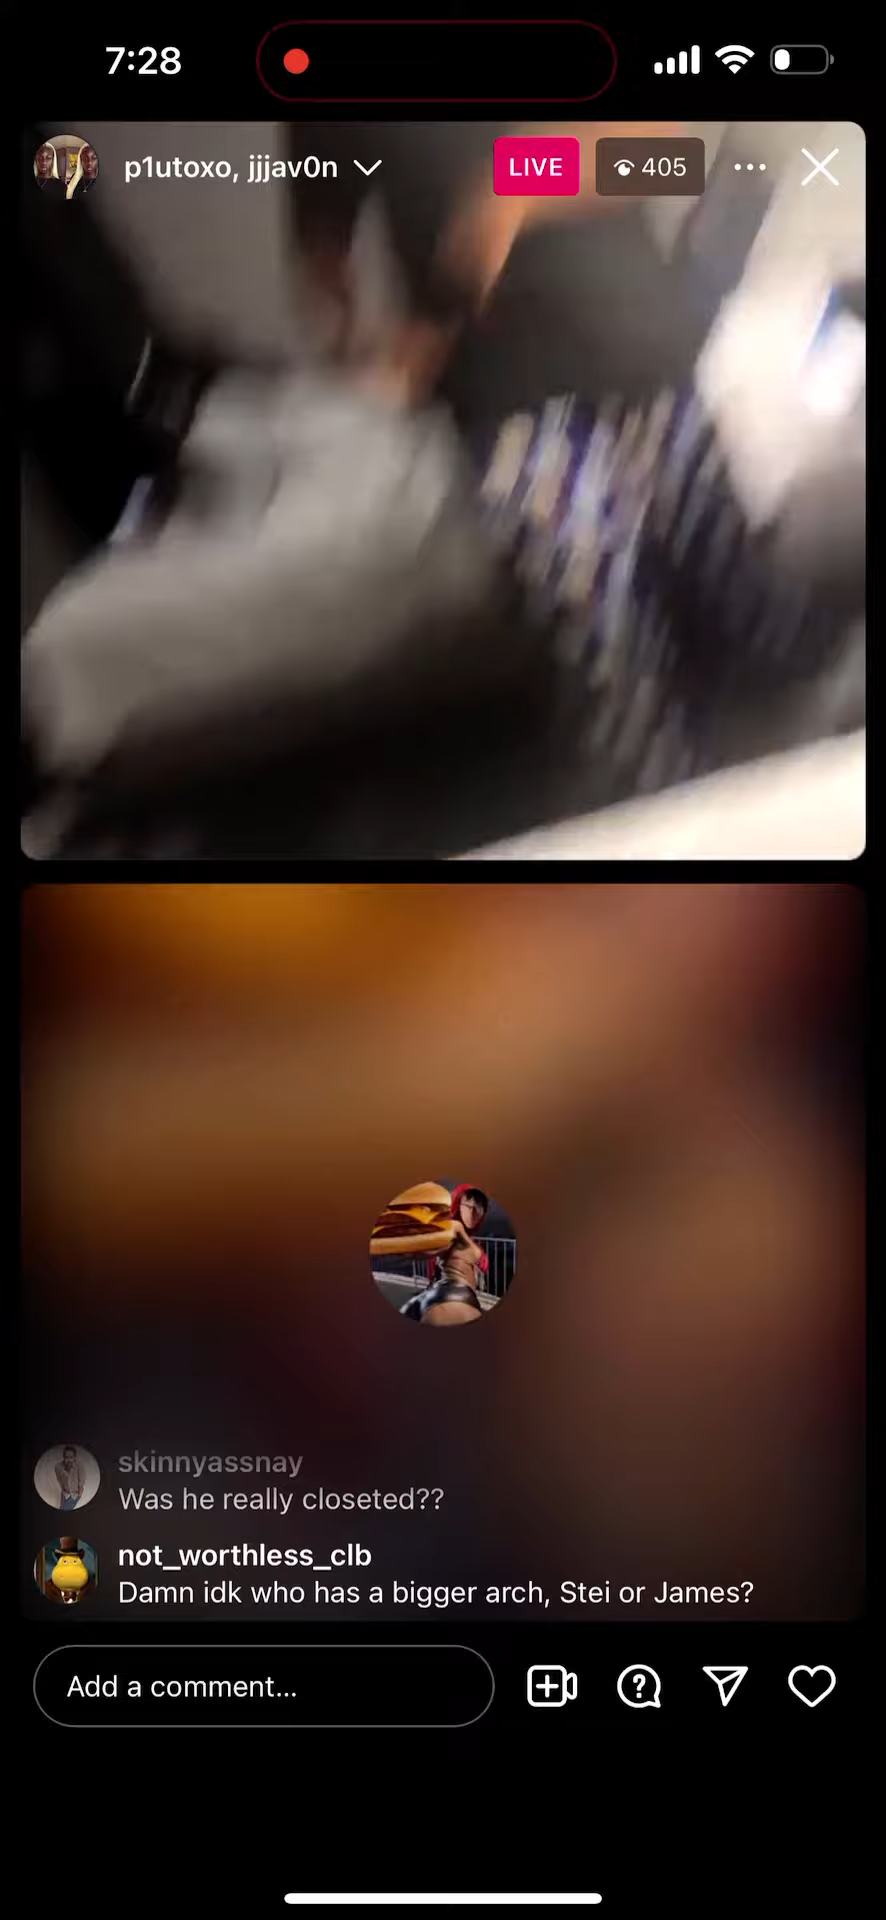 7:28
p1utoxo, jjjav0n
LIVE
405
skinnyassnay
Was he really closeted??
not_worthless_clb
Damn idk who has a bigger arch, Stei or James?
Add a comment...